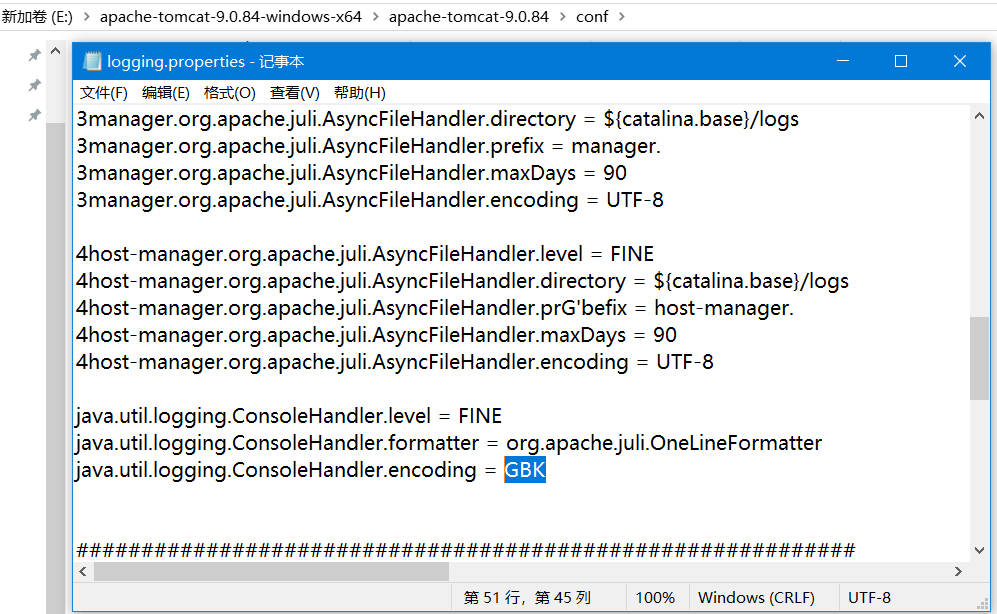 新加卷 (E:) > apache-tomcat-9.0.84-windows-x64 > apache-tomcat-9.0.84 > conf >
logging.properties - 记事本
文件(F) 编辑(E) 格式(O) 查看(V) 帮助(H)
3manager.org.apache.juli.AsyncFileHandler.directory = ${catalina.base}/logs
3manager.org.apache.juli.AsyncFileHandler.prefix = manager.
3manager.org.apache.juli.AsyncFileHandler.maxDays = 90
3manager.org.apache.juli.AsyncFileHandler.encoding = UTF-8
4host-manager.org.apache.juli.AsyncFileHandler.level = FINE
4host-manager.org.apache.juli.AsyncFileHandler.directory = ${catalina.base}/logs
4host-manager.org.apache.juli.AsyncFileHandler.prG'befix = host-manager.
4host-manager.org.apache.juli.AsyncFileHandler.maxDays = 90
4host-manager.org.apache.juli.AsyncFileHandler.encoding = UTF-8
java.util.logging.ConsoleHandler.level = FINE
java.util.logging.ConsoleHandler.formatter = org.apache.juli.OneLineFormatter
java.util.logging.ConsoleHandler.encoding = GBK
############################################################
第 51 行，第 45 列 100% Windows (CRLF) UTF-8